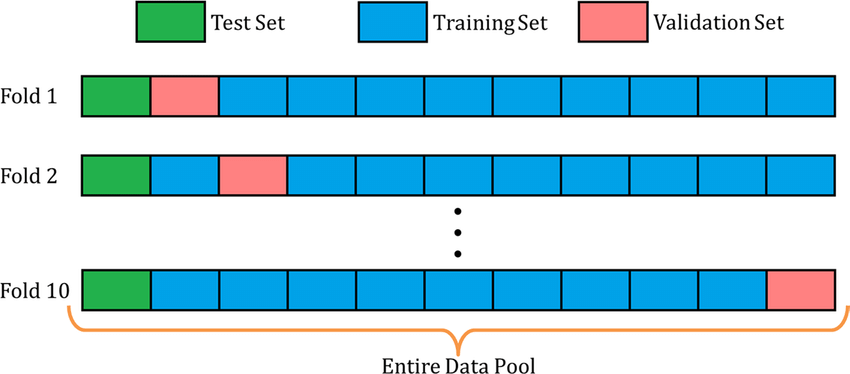 Test Set
Training Set
Validation Set
Fold 1
Fold 2
Fold 10
Entire Data Pool